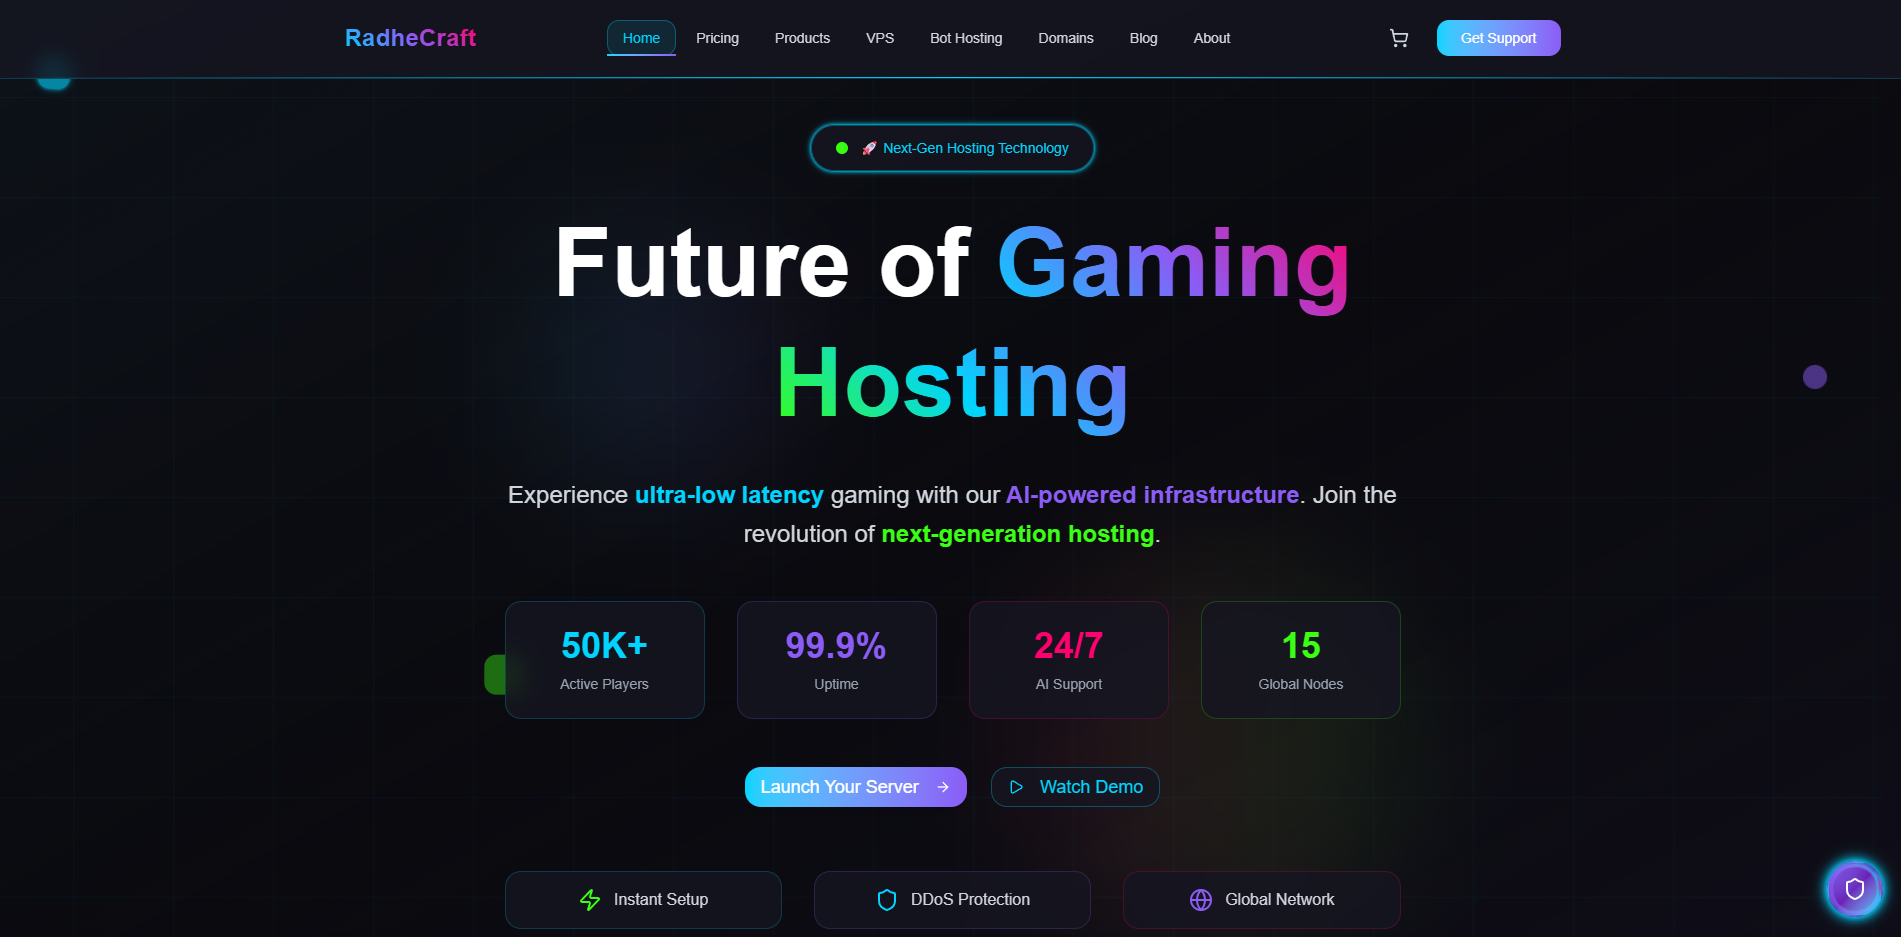 RadheCraft
Home
Pricing
Products
VPS
Bot Hosting
Domains
Blog
About
Get Support
🚀 Next-Gen Hosting Technology
Future of Gaming
Hosting
Experience ultra-low latency gaming with our AI-powered infrastructure. Join the
revolution of next-generation hosting.
50K+
Active Players
99.9%
Uptime
24/7
AI Support
15
Global Nodes
Launch Your Server
Watch Demo
Instant Setup
DDoS Protection
Global Network